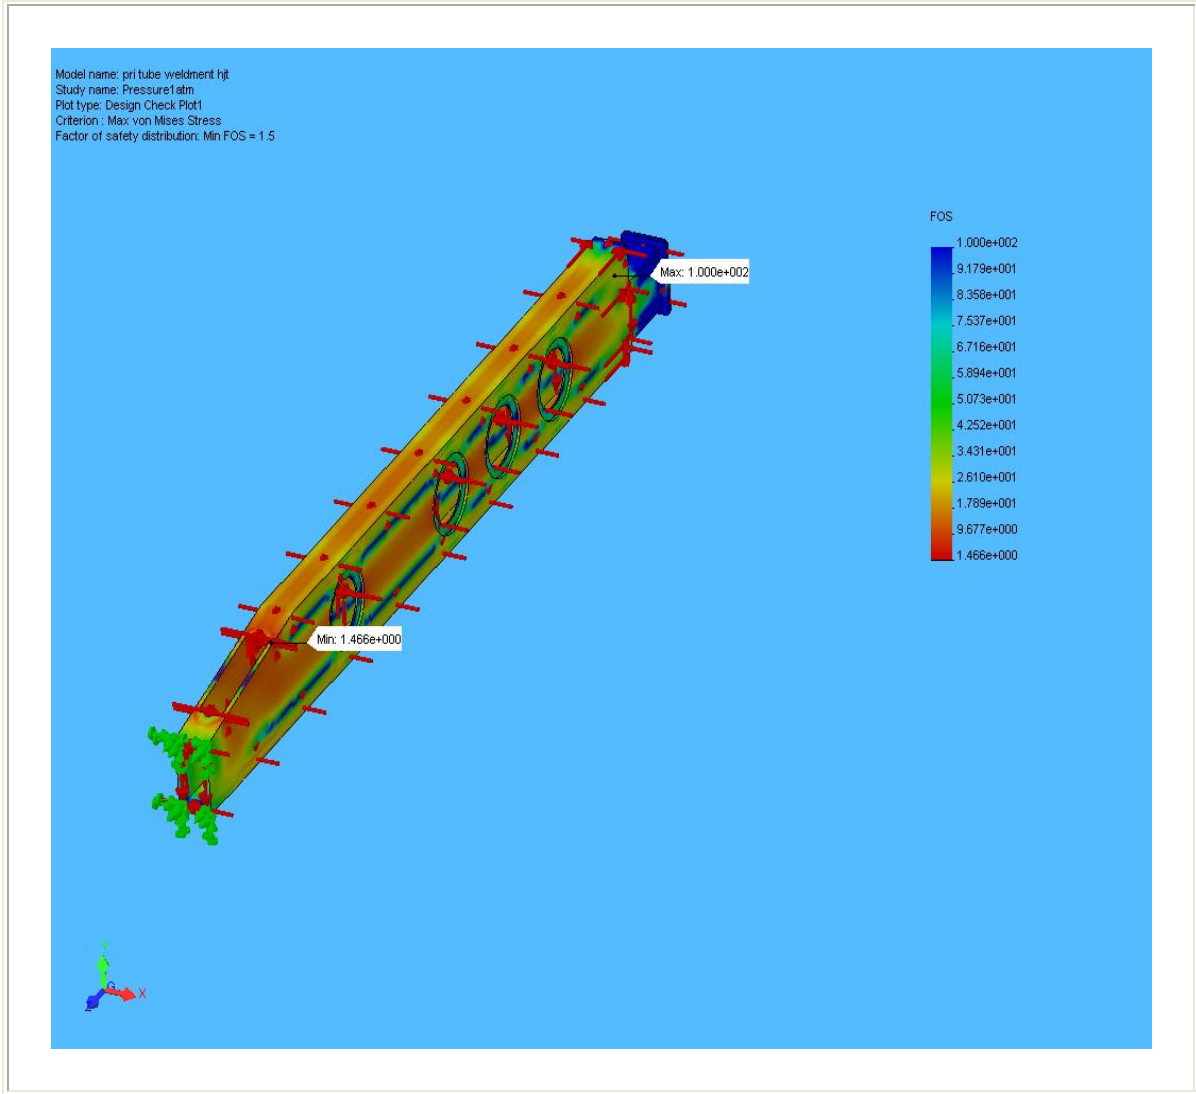 Model name: pri tube weldment hjt
Study name: Pressure1atm
Plot type: Design Check Plot1
Criterion : Max von Mises Stress
Factor of safety distribution: Min FOS = 1.5
FOS
1.000e+002
9.179e+001
8.358e+001
7.537e+001
6.716e+001
5.894e+001
5.073e+001
4.252e+001
3.431e+001
2.610e+001
1.789e+001
9.677e+000
1.466e+000
Max: 1.000e+002
Min: 1.466e+000
Y
X
Z